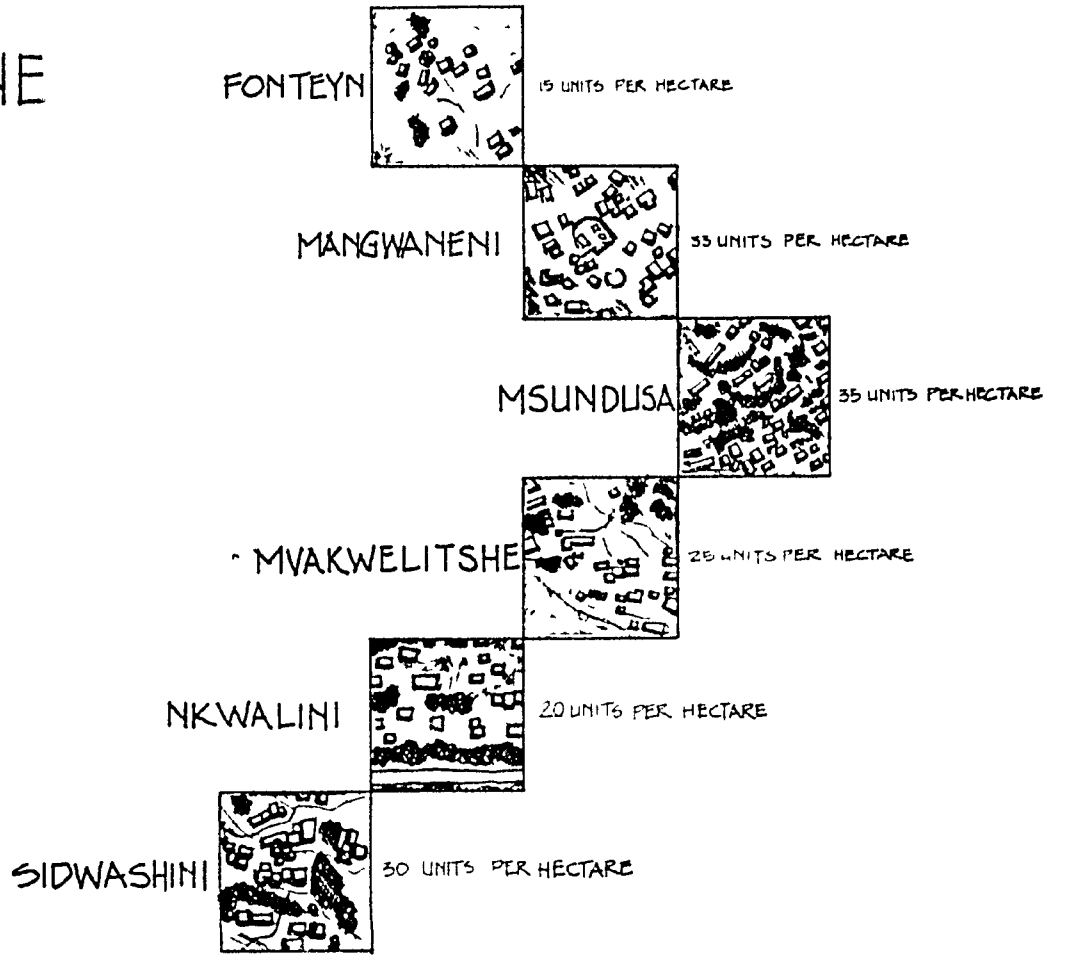 HE
FONTEYN 15 UNITS PER HECTARE
MANGWANENI 33 UNITS PER HECTARE
MSUNDUSA 35 UNITS PER HECTARE
MVAKWELITSHE 25 UNITS PER HECTARE
NKWALINI 20 UNITS PER HECTARE
SIDWASHINI 30 UNITS PER HECTARE